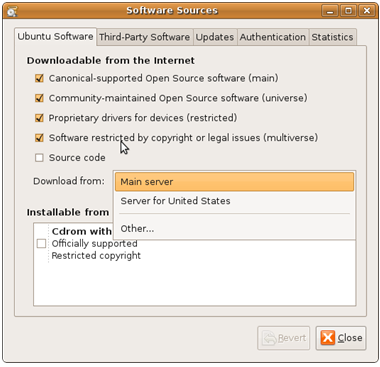 Software Sources
Ubuntu Software Third-Party Software Updates Authentication Statistics
Downloadable from the Internet
Canonical-supported Open Source software (main)
Community-maintained Open Source software (universe)
Proprietary drivers for devices (restricted)
Software restricted by copyright or legal issues (multiverse)
Source code
Download from:
Main server
Server for United States
Other...
Installable from
Cdrom with
Officially supported
Restricted copyright
Revert Close